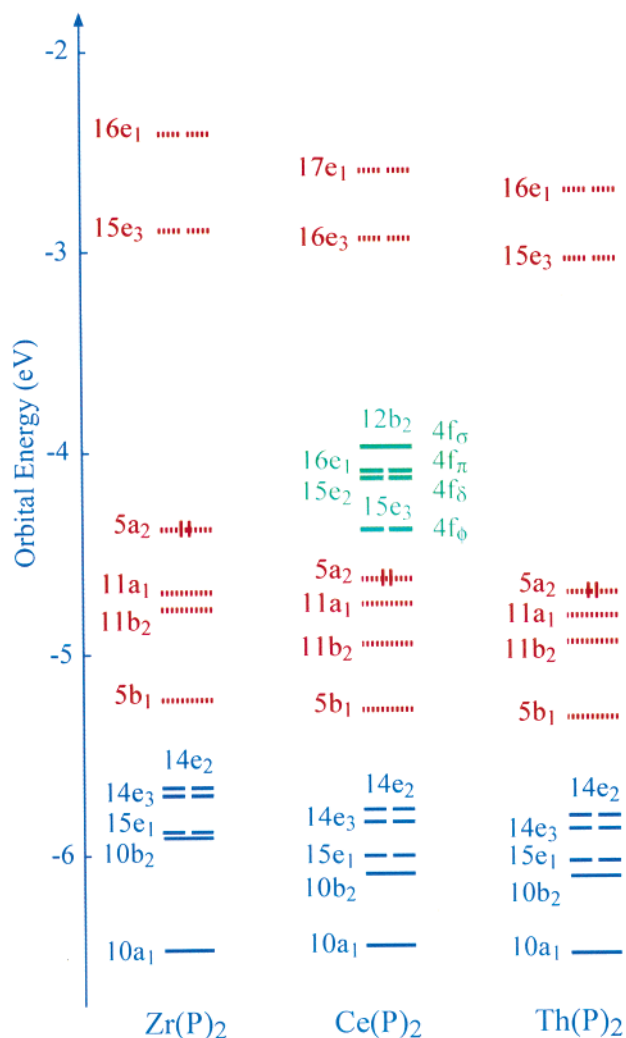 Orbital Energy (eV)
-2
-3
-4
-5
-6
16e₁
15e₃
5a₂
11a₁
11b₂
5b₁
14e₂
14e₃
15e₁
10b₂
10a₁
Zr(P)₂
17e₁
16e₃
12b₂
4fσ
16e₁
4fπ
15e₂
4fδ
15e₃
4fϕ
5a₂
11a₁
11b₂
5b₁
14e₂
14e₃
15e₁
10b₂
10a₁
Ce(P)₂
16e₁
15e₃
5a₂
11a₁
11b₂
5b₁
14e₂
14e₃
15e₁
10b₂
10a₁
Th(P)₂